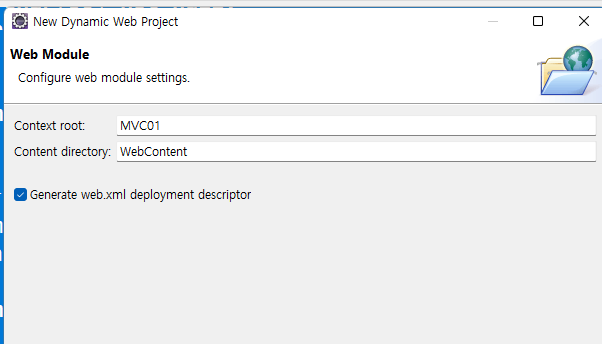 New Dynamic Web Project
Web Module
Configure web module settings.
Context root: MVC01
Content directory: WebContent
Generate web.xml deployment descriptor